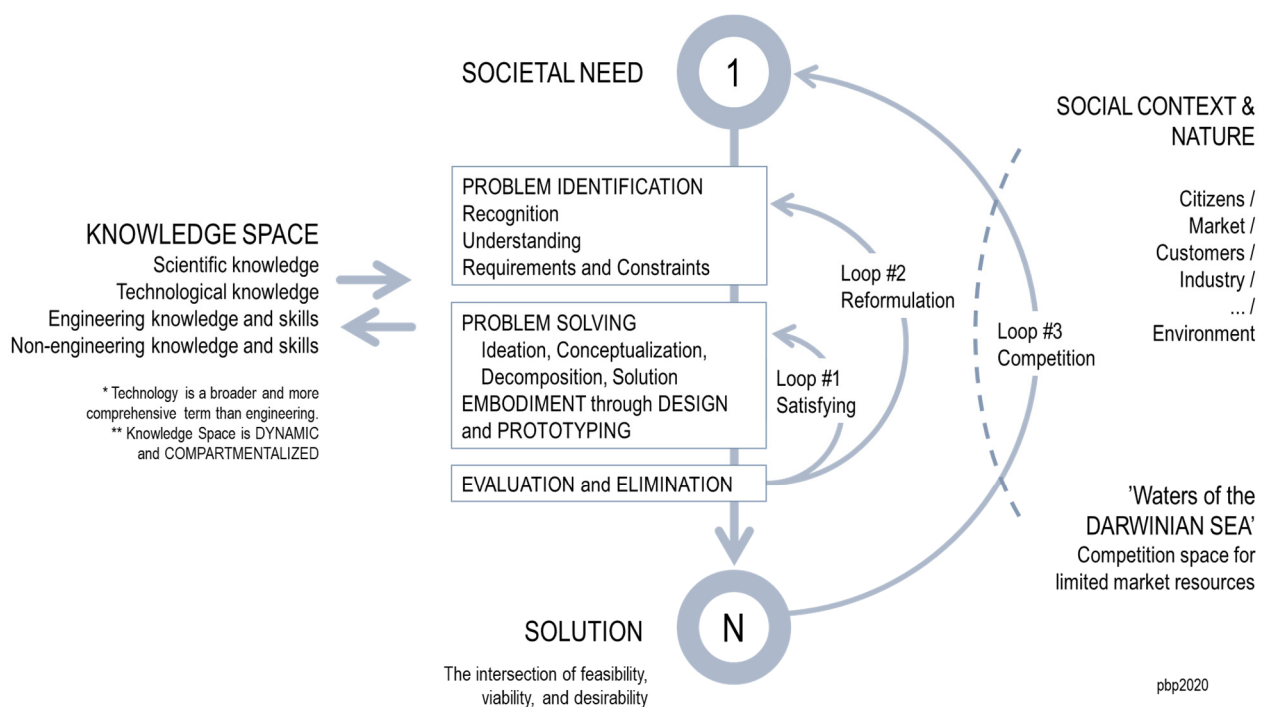 SOCIETAL NEED
1
PROBLEM IDENTIFICATION
Recognition
Understanding
Requirements and Constraints
KNOWLEDGE SPACE
Scientific knowledge
Technological knowledge
Engineering knowledge and skills
Non-engineering knowledge and skills
* Technology is a broader and more
comprehensive term than engineering.
** Knowledge Space is DYNAMIC
and COMPARTMENTALIZED
PROBLEM SOLVING
Ideation, Conceptualization,
Decomposition, Solution
EMBODIMENT through DESIGN
and PROTOTYPING
EVALUATION and ELIMINATION
Loop #1
Satisfying
Loop #2
Reformulation
Loop #3
Competition
SOCIAL CONTEXT &
NATURE
Citizens /
Market /
Customers /
Industry /
... /
Environment
'Waters of the
DARWINIAN SEA'
Competition space for
limited market resources
SOLUTION
N
The intersection of feasibility,
viability, and desirability
pbp2020